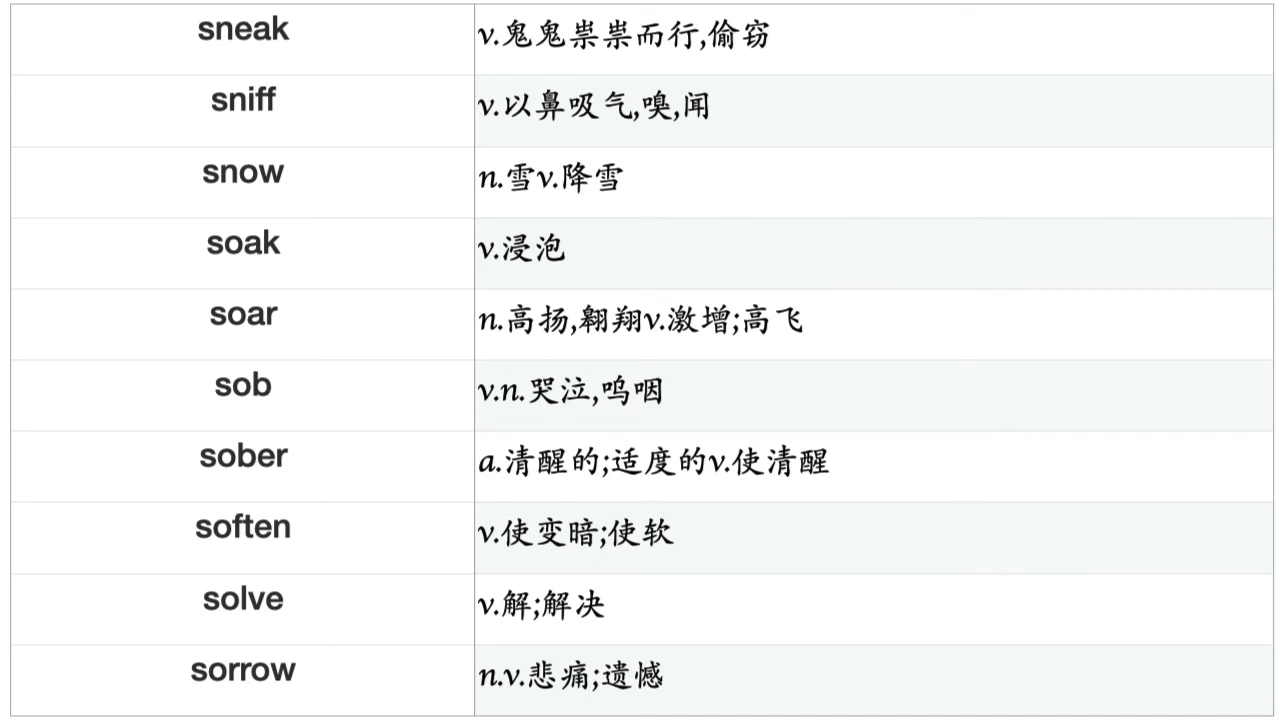 sneak v.鬼鬼祟祟而行,偷窃
sniff v.以鼻吸气,嗅,闻
snow n.雪v.降雪
soak v.浸泡
soar n.高扬,翱翔v.激增;高飞
sob v.n.哭泣,呜咽
sober a.清醒的;适度的v.使清醒
soften v.使变暗;使软
solve v.解;解决
sorrow n.v.悲痛;遗憾